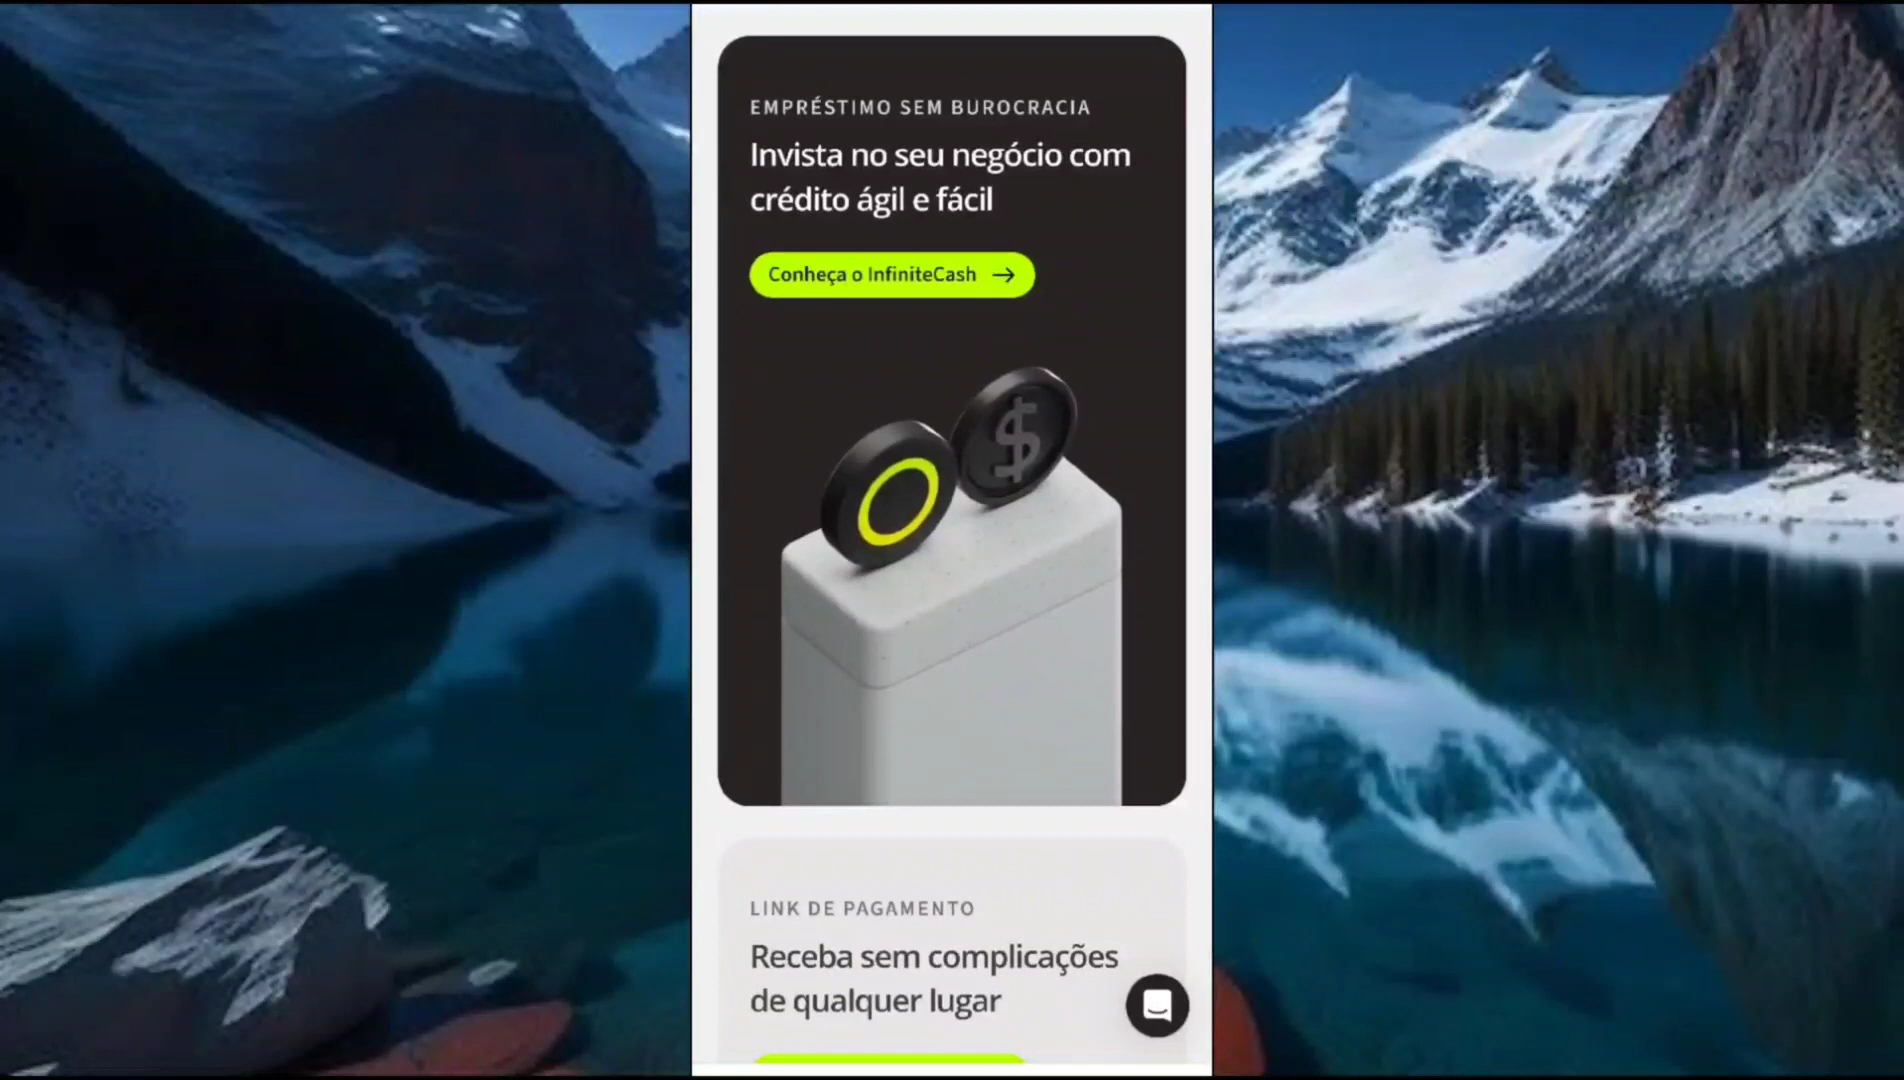 EMPRÉSTIMO SEM BUROCRACIA
Invista no seu negócio com
crédito ágil e fácil
Conheça o InfiniteCash →
$
LINK DE PAGAMENTO
Receba sem complicações
de qualquer lugar